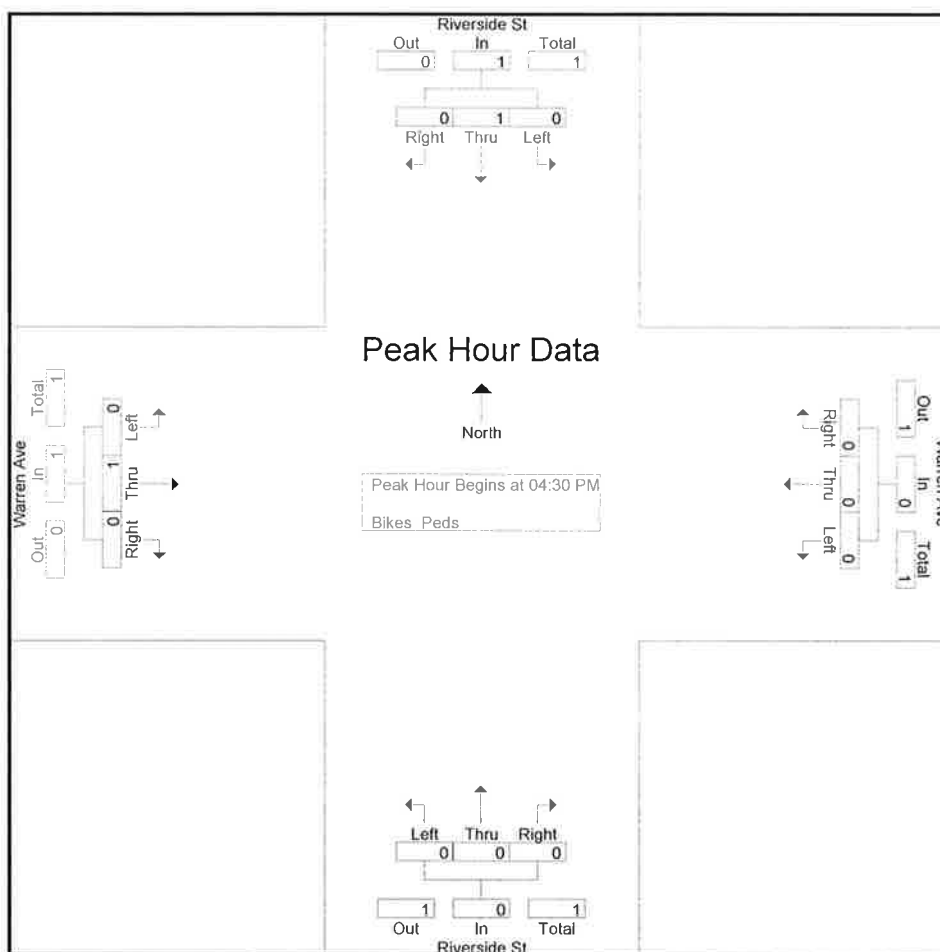 Riverside St
Out In Total
0 1 1
0 1 0
Right Thru Left
Peak Hour Data
North
Peak Hour Begins at 04:30 PM
Bikes Peds
Warren Ave
Out In Total
0 1 1
Right Thru Left
0 1 0
Out In Total
1 0 1
Right Thru Left
0 0 0
Left Thru Right
0 0 0
1 0 1
Out In Total
Riverside St